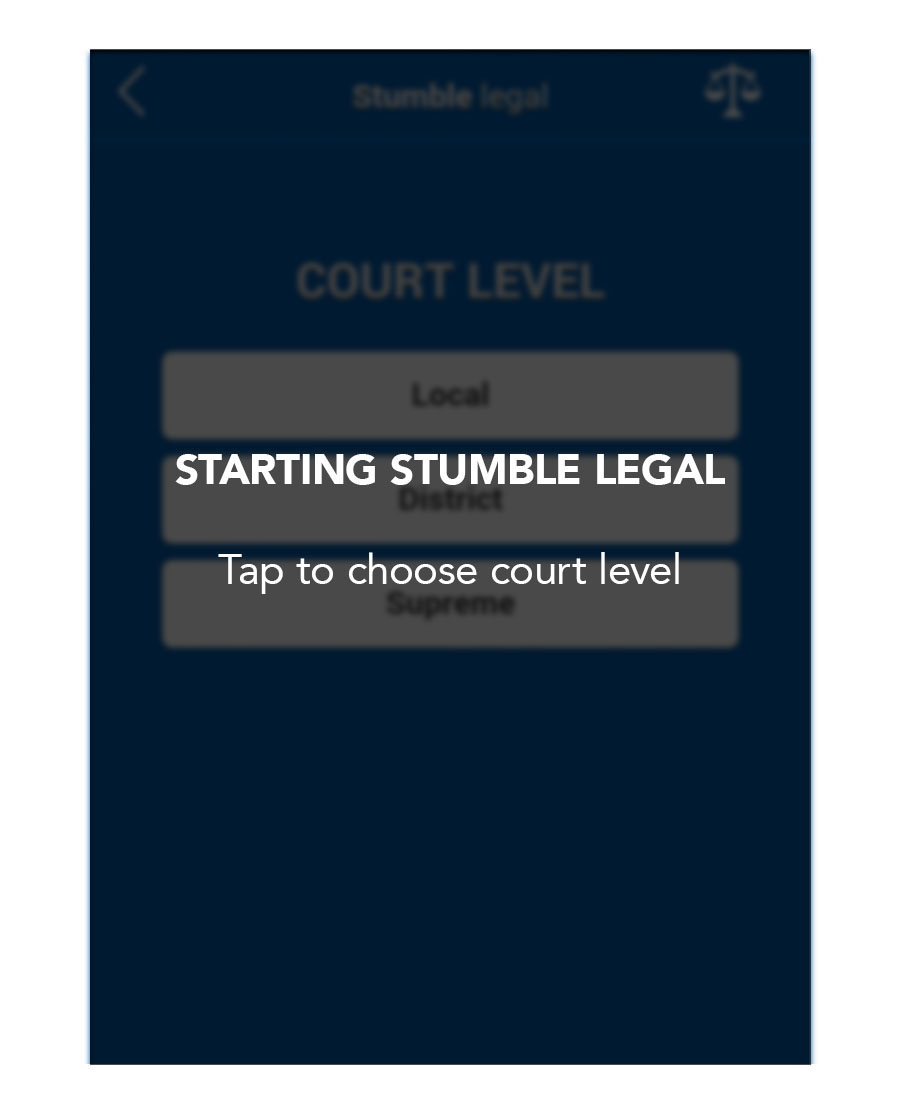 Stumble legal
COURT LEVEL
Local
STARTING STUMBLE LEGAL
District
Tap to choose court level
Supreme